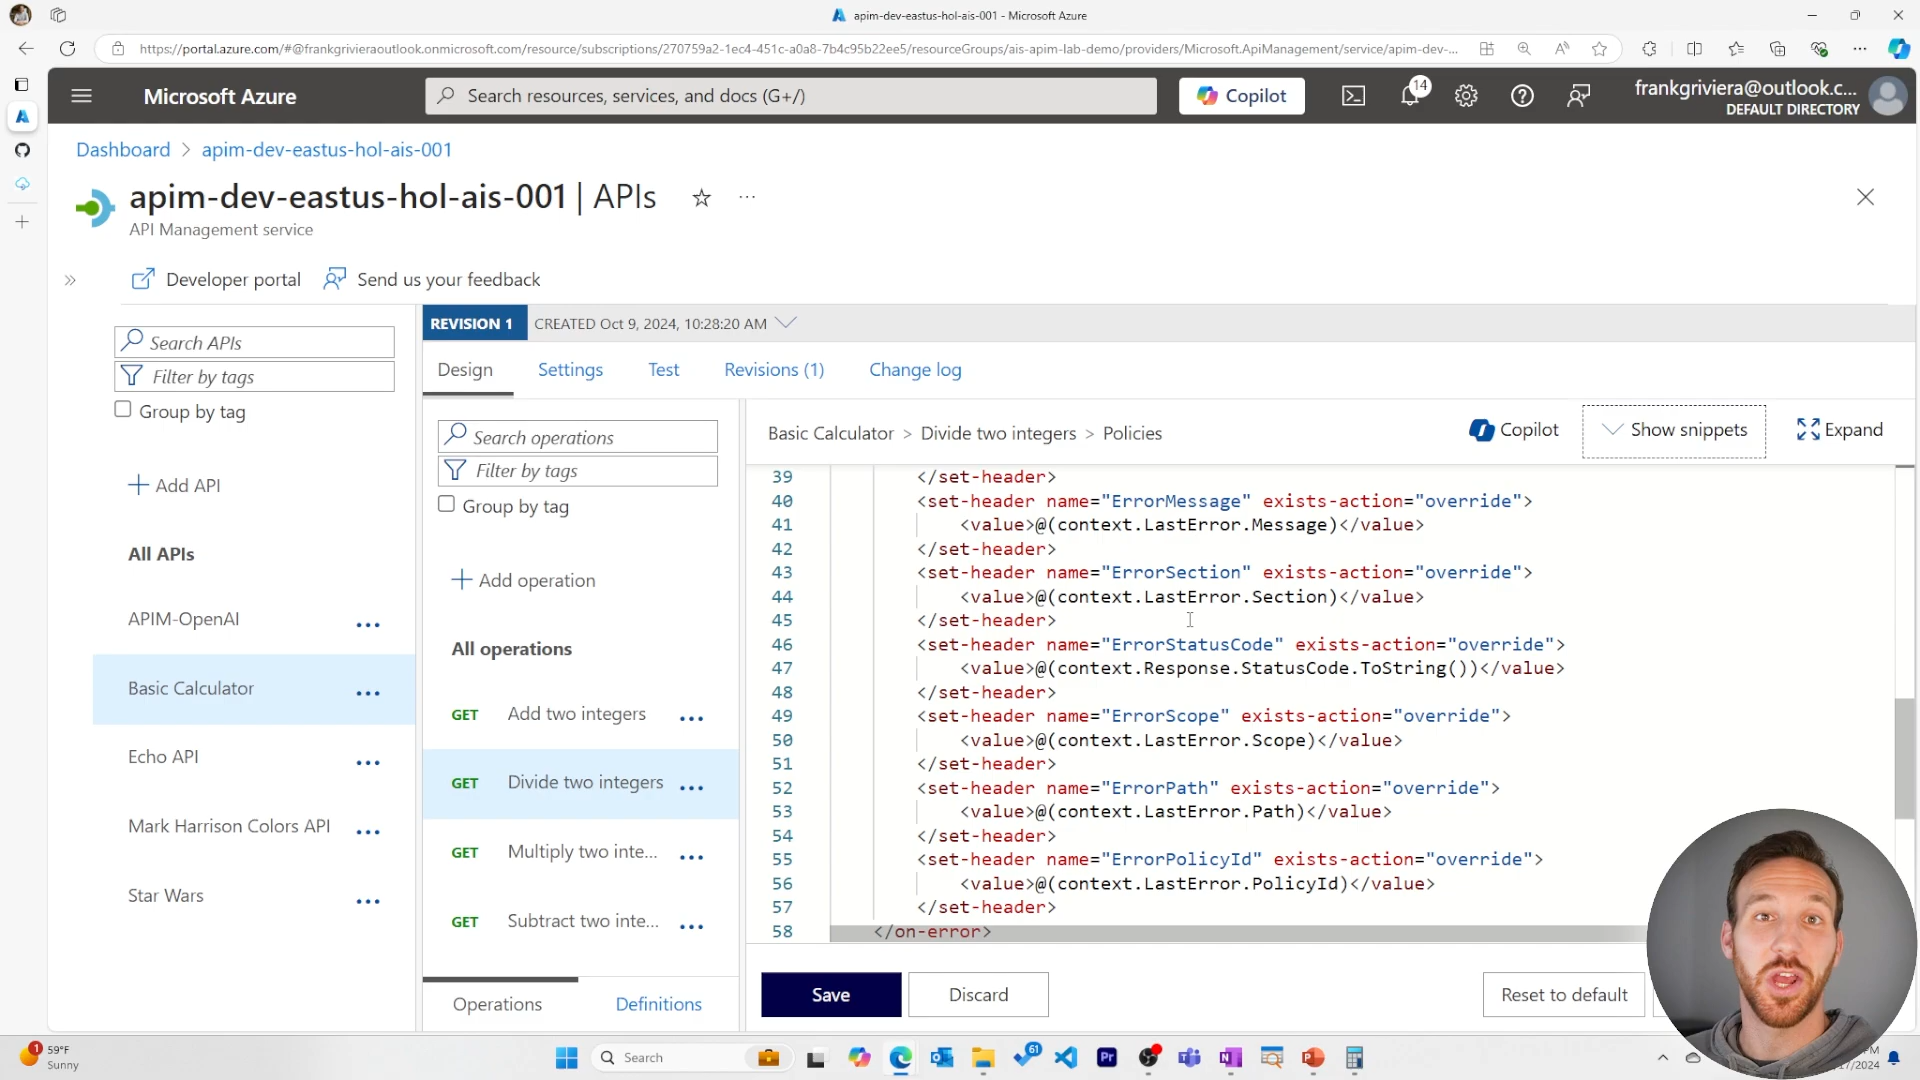 apim-dev-eastus-hol-ais-001 - Microsoft Azure
https://portal.azure.com/#@frankgrivieraoutlook.onmicrosoft.com/resource/subscriptions/270759a2-1ec4-451c-a0a8-7b4c95b22ee5/resourceGroups/ais-apim-lab-demo/providers/Microsoft.ApiManagement/service/apim-dev-...
Microsoft Azure
Search resources, services, and docs (G+/)
Copilot
14
frankgriviera@outlook.c...
DEFAULT DIRECTORY
Dashboard > apim-dev-eastus-hol-ais-001
apim-dev-eastus-hol-ais-001 | APIs
API Management service
Developer portal
Send us your feedback
Search APIs
Filter by tags
Group by tag
+ Add API
All APIs
APIM-OpenAI
Basic Calculator
Echo API
Mark Harrison Colors API
Star Wars
REVISION 1
CREATED Oct 9, 2024, 10:28:20 AM
Design
Settings
Test
Revisions (1)
Change log
Search operations
Filter by tags
Group by tag
+ Add operation
All operations
GET Add two integers
GET Divide two integers
GET Multiply two inte...
GET Subtract two inte...
Operations
Definitions
Basic Calculator > Divide two integers > Policies
Copilot
Show snippets
Expand
39 </set-header>
40 <set-header name="ErrorMessage" exists-action="override">
41 <value>@(context.LastError.Message)</value>
42 </set-header>
43 <set-header name="ErrorSection" exists-action="override">
44 <value>@(context.LastError.Section)</value>
45 </set-header>
46 <set-header name="ErrorStatusCode" exists-action="override">
47 <value>@(context.Response.StatusCode.ToString())</value>
48 </set-header>
49 <set-header name="ErrorScope" exists-action="override">
50 <value>@(context.LastError.Scope)</value>
51 </set-header>
52 <set-header name="ErrorPath" exists-action="override">
53 <value>@(context.LastError.Path)</value>
54 </set-header>
55 <set-header name="ErrorPolicyId" exists-action="override">
56 <value>@(context.LastError.PolicyId)</value>
57 </set-header>
58 </on-error>
Save
Discard
Reset to default
1
59°F
Sunny
Search
61
Pr